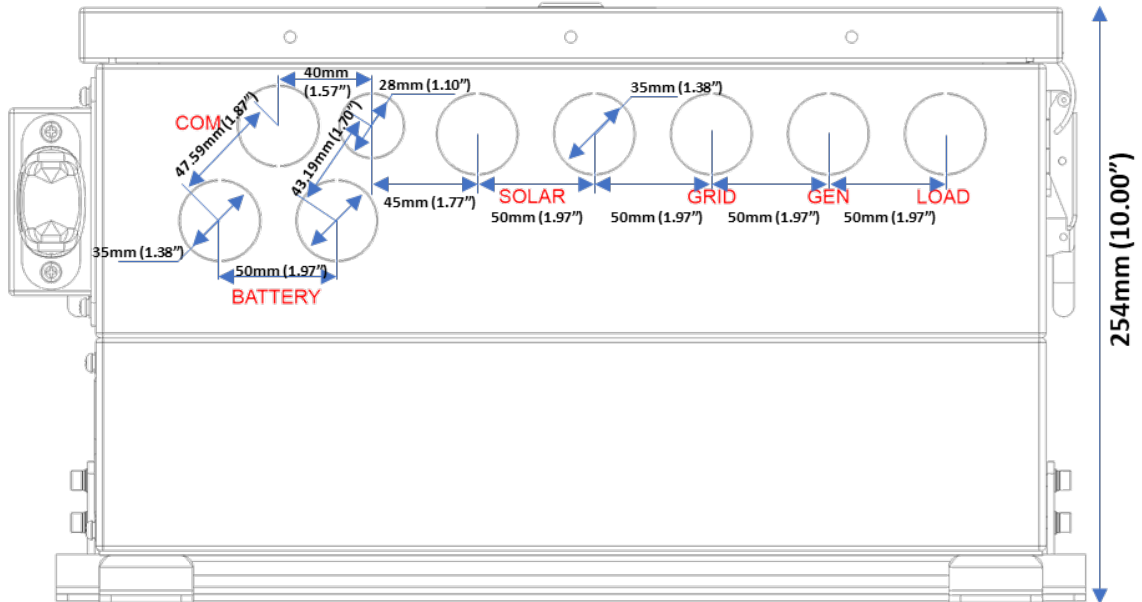 40mm
(1.57”)
28mm (1.10”)
35mm (1.38”)
COM
47.59mm (1.87”)
43.19mm (1.70”)
45mm (1.77”)
SOLAR
GRID
GEN
LOAD
50mm (1.97”)
50mm (1.97”)
50mm (1.97”)
50mm (1.97”)
35mm (1.38”)
50mm (1.97”)
BATTERY
254mm (10.00”)